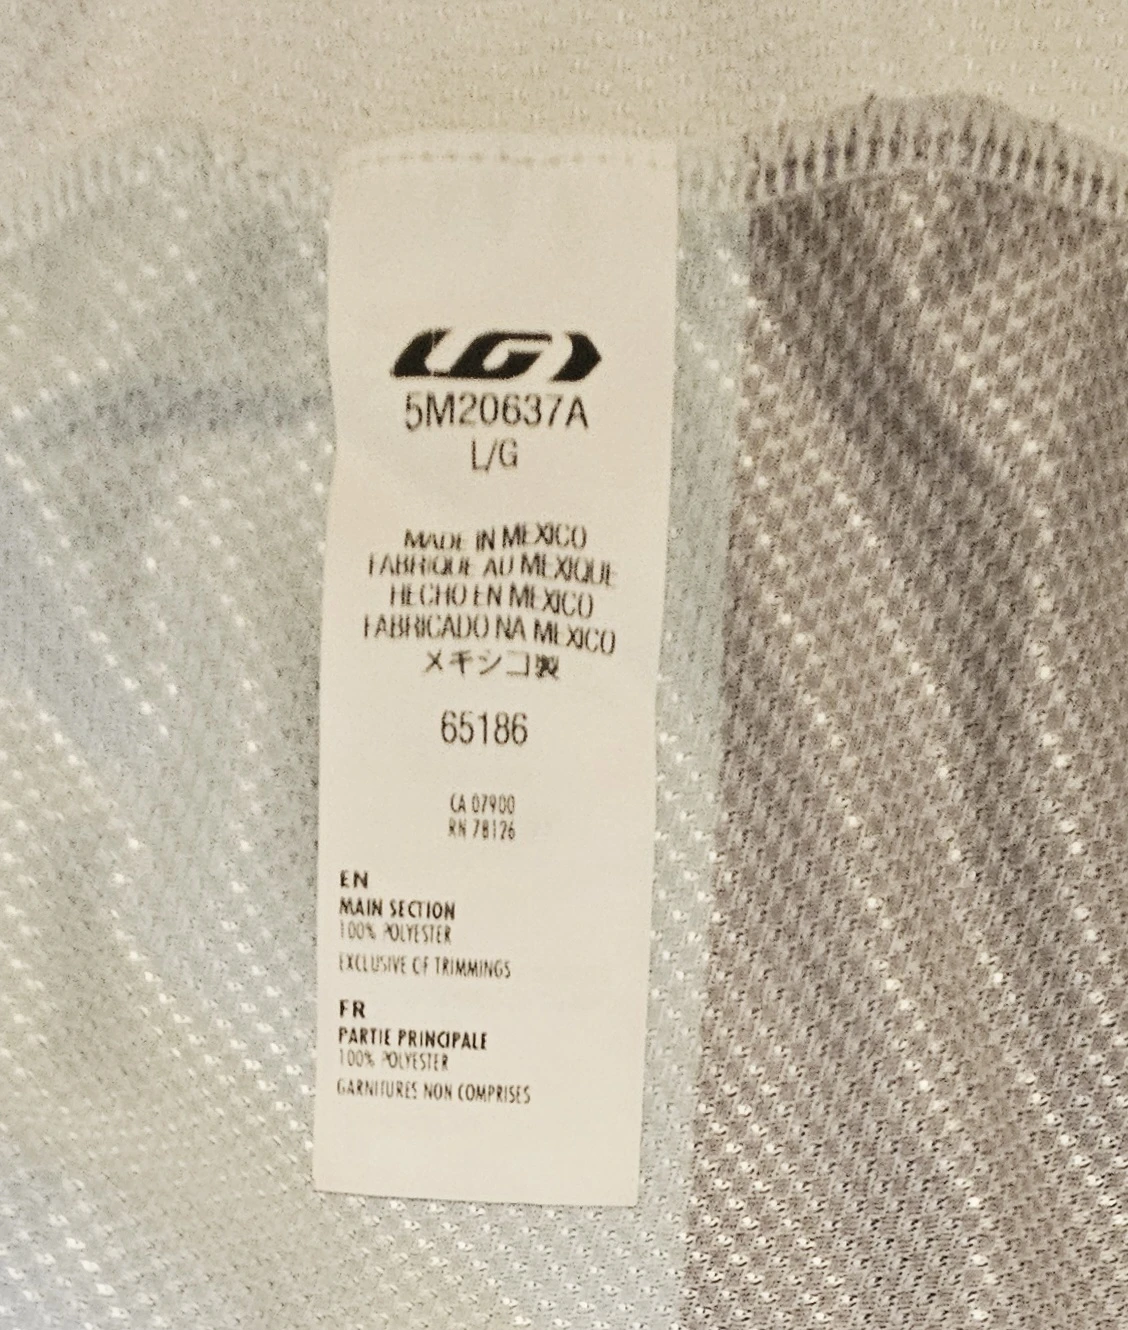 LG
5M20637A
L/G
MADE IN MEXICO
FABRIQUE AU MEXIQUE
HECHO EN MEXICO
FABRICADO NA MEXICO
メキシコ製
65186
CA 07900
RN 78126
EN
MAIN SECTION
100% POLYESTER
EXCLUSIVE OF TRIMMINGS
FR
PARTIE PRINCIPALE
100% POLYESTER
GARNITURES NON COMPRISES